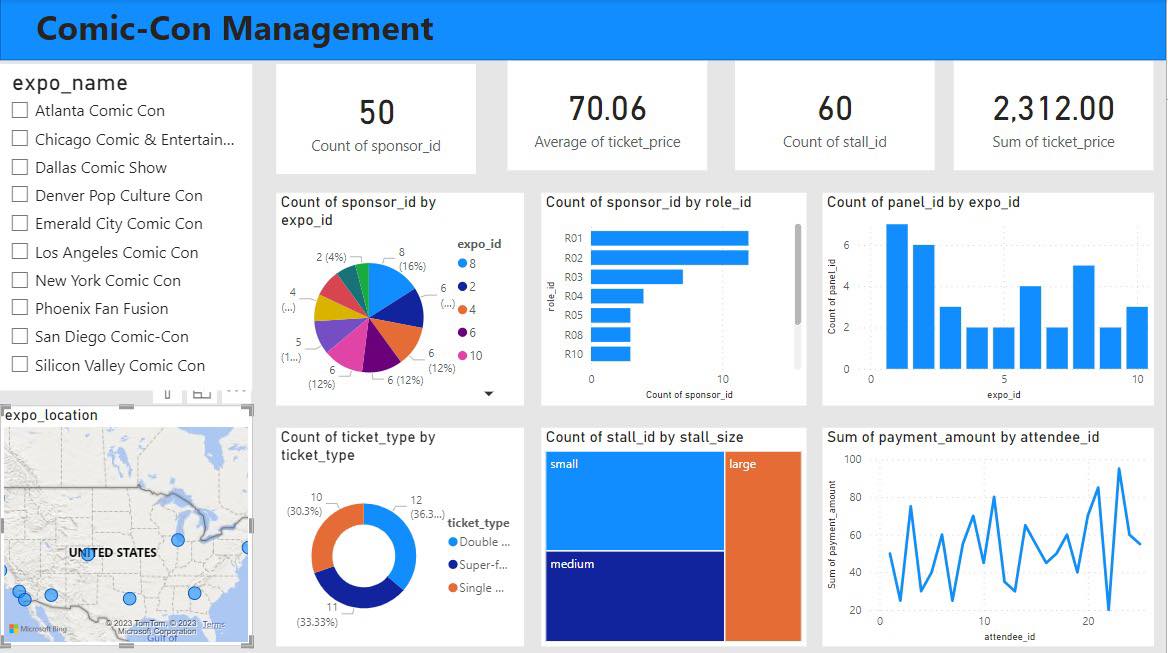 Comic-Con Management
expo_name
Atlanta Comic Con
Chicago Comic & Entertain...
Dallas Comic Show
Denver Pop Culture Con
Emerald City Comic Con
Los Angeles Comic Con
New York Comic Con
Phoenix Fan Fusion
San Diego Comic-Con
Silicon Valley Comic Con
50
Count of sponsor_id
70.06
Average of ticket_price
60
Count of stall_id
2,312.00
Sum of ticket_price
Count of sponsor_id by
expo_id
8
(16%)
6
(...)
6
(12%)
6 (12%)
6
(12%)
5
(1...)
4
(...)
2 (4%)
expo_id
8
2
4
6
10
Count of sponsor_id by role_id
role_id
R01
R02
R03
R04
R05
R08
R10
0
10
Count of sponsor_id
Count of panel_id by expo_id
Count of panel_id
6
4
2
0
0
5
10
expo_id
expo_location
UNITED STATES
Microsoft Bing
© 2023 TomTom, © 2023
Microsoft Corporation
Terms
Gulf of
Count of ticket_type by
ticket_type
10
(30.3%)
12
(36.3...)
11
(33.33%)
ticket_type
Double ...
Super-f...
Single ...
Count of stall_id by stall_size
small
large
medium
Sum of payment_amount by attendee_id
Sum of payment_amount
100
80
60
40
20
0
10
20
attendee_id